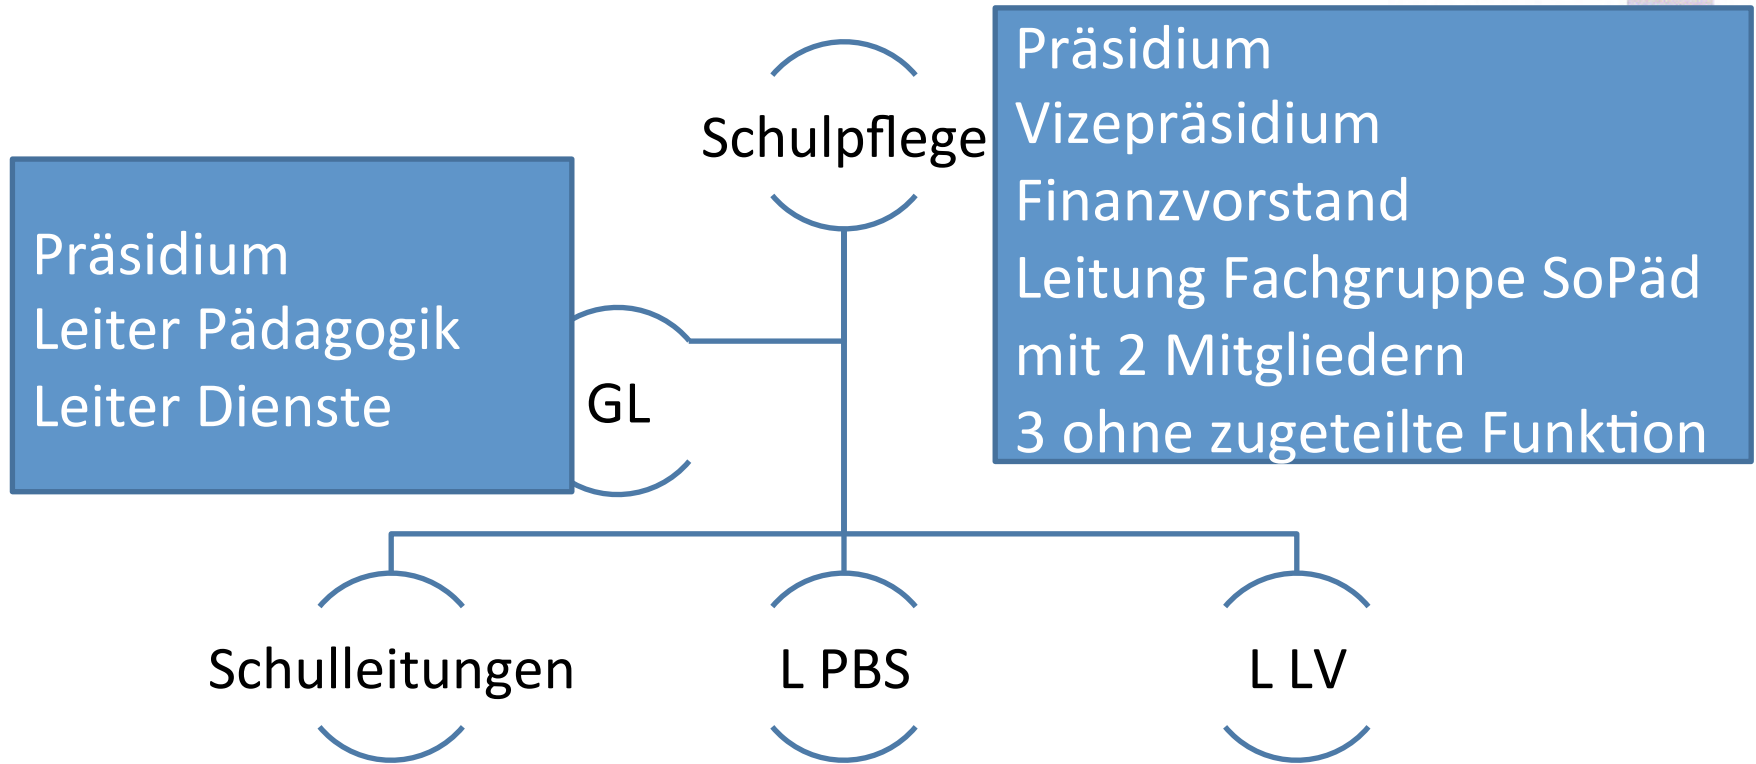 Schulpflege
Präsidium
Vizepräsidium
Finanzvorstand
Leitung Fachgruppe SoPäd
mit 2 Mitgliedern
3 ohne zugeteilte Funktion
Präsidium
Leiter Pädagogik
Leiter Dienste
GL
Schulleitungen
L PBS
L LV